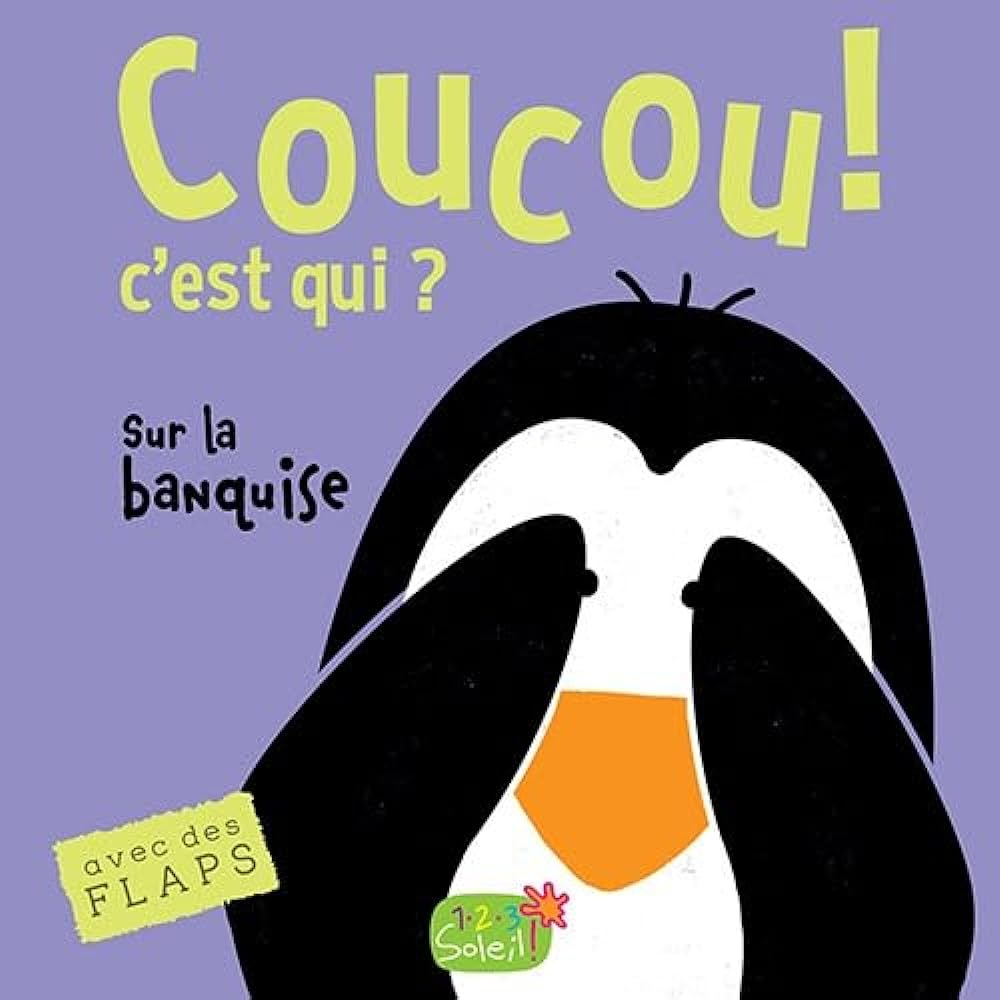 Coucou!
c'est qui ?
Sur la
banquise
avec des
FLAPS
1·2·3
Soleil!